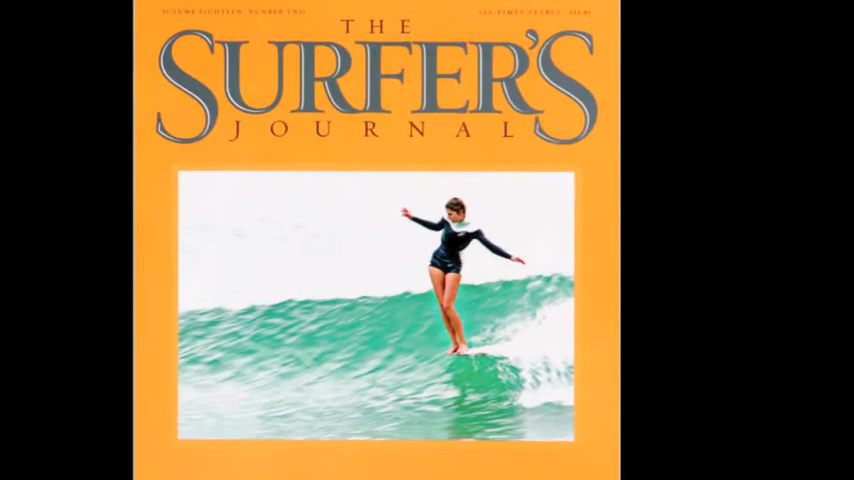 VOLUME EIGHTEEN NUMBER TWO
THE
SURFER'S
JOURNAL